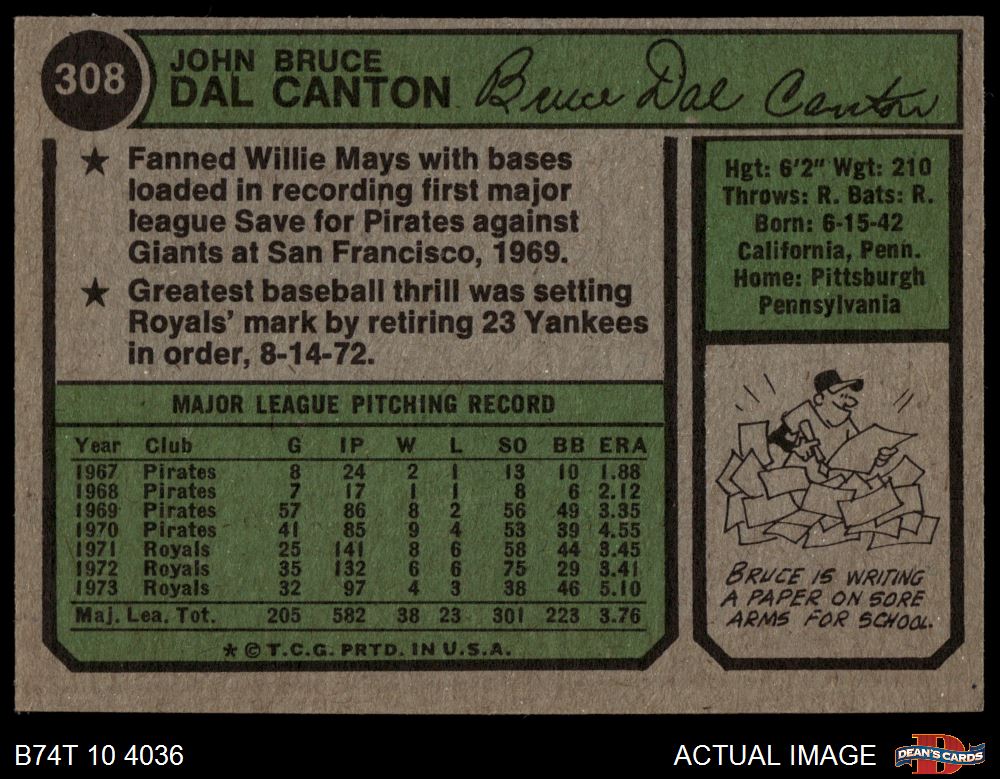 308
JOHN BRUCE
DAL CANTON
Bruce Dal Canton
★ Fanned Willie Mays with bases
loaded in recording first major
league Save for Pirates against
Giants at San Francisco, 1969.
★ Greatest baseball thrill was setting
Royals' mark by retiring 23 Yankees
in order, 8-14-72.
MAJOR LEAGUE PITCHING RECORD
Year Club G IP W L SO BB ERA
1967 Pirates 8 24 2 1 13 10 1.88
1968 Pirates 7 17 1 1 8 6 2.12
1969 Pirates 57 86 8 2 56 49 3.35
1970 Pirates 41 85 9 4 53 39 4.55
1971 Royals 25 141 8 6 58 44 3.45
1972 Royals 35 132 6 6 75 29 3.41
1973 Royals 32 97 4 3 38 46 5.10
Maj. Lea. Tot. 205 582 38 23 301 223 3.76
★ © T.C.G. PRTD. IN U.S.A.
Hgt: 6'2" Wgt: 210
Throws: R. Bats: R.
Born: 6-15-42
California, Penn.
Home: Pittsburgh
Pennsylvania
BRUCE IS WRITING
A PAPER ON SORE
ARMS FOR SCHOOL.
B74T 10 4036
ACTUAL IMAGE
D
DEAN'S CARDS